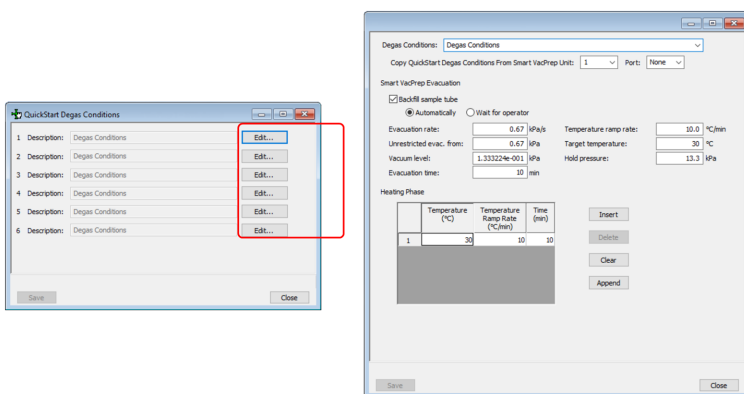 QuickStart Degas Conditions
1 Description: Degas Conditions Edit...
2 Description: Degas Conditions Edit...
3 Description: Degas Conditions Edit...
4 Description: Degas Conditions Edit...
5 Description: Degas Conditions Edit...
6 Description: Degas Conditions Edit...
Save Close
Degas Conditions: Degas Conditions
Copy QuickStart Degas Conditions From Smart VacPrep Unit: 1 Port: None
Smart VacPrep Evacuation
Backfill sample tube
Automatically Wait for operator
Evacuation rate: 0.67 kPa/s Temperature ramp rate: 10.0 °C/min
Unrestricted evac. from: 0.67 kPa Target temperature: 30 °C
Vacuum level: 1.333224e-001 kPa Hold pressure: 13.3 kPa
Evacuation time: 10 min
Heating Phase
Temperature Temperature Time
(°C) Ramp Rate (min)
(°C/min)
1 30 10 10
Insert
Delete
Clear
Append
Save Close